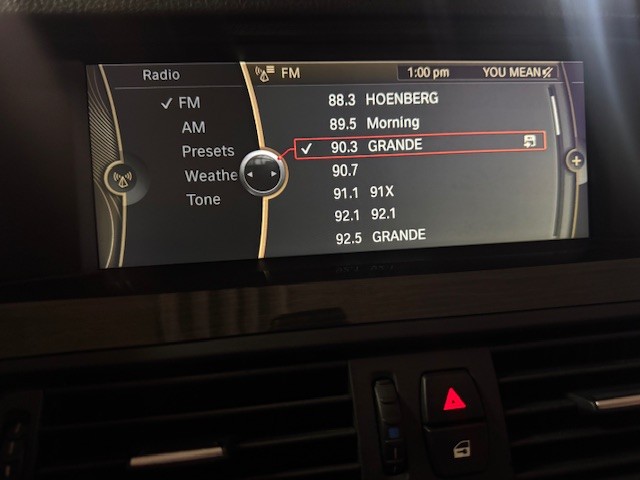 Radio
FM 1:00 pm YOU MEAN
FM
AM
Presets
Weathe
Tone
88.3 HOENBERG
89.5 Morning
90.3 GRANDE
90.7
91.1 91X
92.1 92.1
92.5 GRANDE